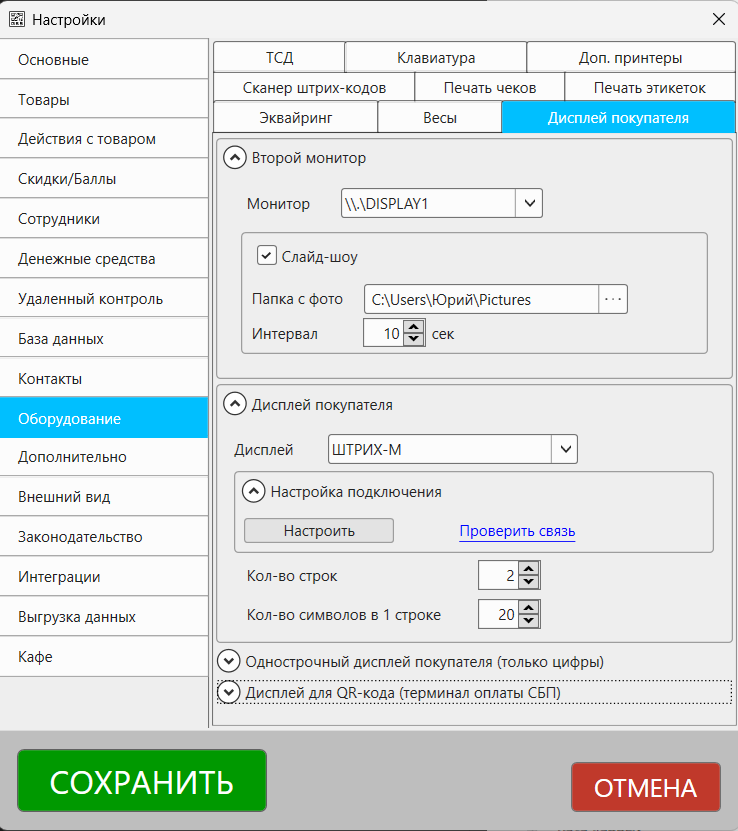 Настройки
Основные
Товары
Действия с товаром
Скидки/Баллы
Сотрудники
Денежные средства
Удаленный контроль
База данных
Контакты
Оборудование
Дополнительно
Внешний вид
Законодательство
Интеграции
Выгрузка данных
Кафе
ТСД Клавиатура Доп. принтеры
Сканер штрих-кодов Печать чеков Печать этикеток
Эквайринг Весы Дисплей покупателя
Второй монитор
Монитор \\.\DISPLAY1
Слайд-шоу
Папка с фото C:\Users\Юрий\Pictures ...
Интервал 10 сек
Дисплей покупателя
Дисплей ШТРИХ-М
Настройка подключения
Настроить Проверить связь
Кол-во строк 2
Кол-во символов в 1 строке 20
Однострочный дисплей покупателя (только цифры)
Дисплей для QR-кода (терминал оплаты СБП)
СОХРАНИТЬ ОТМЕНА